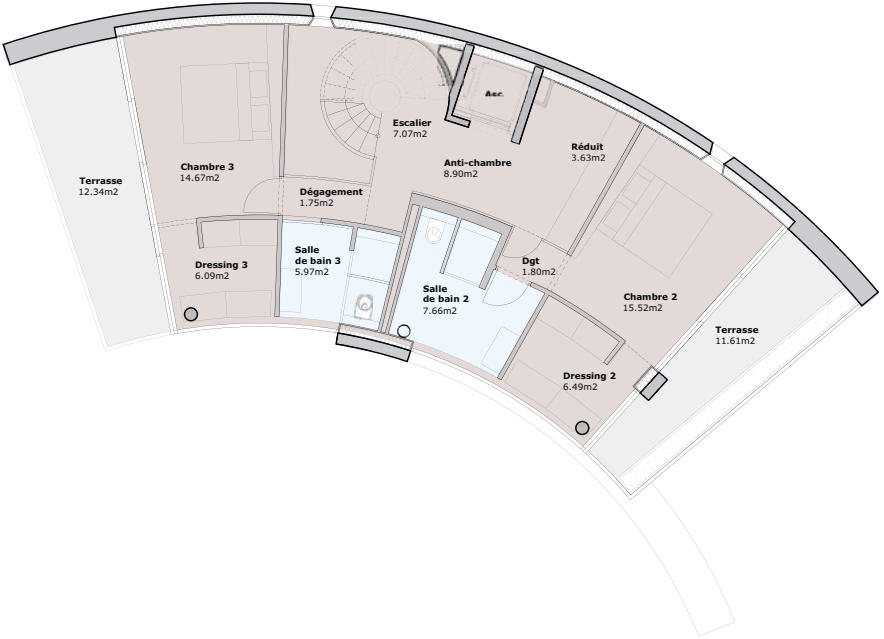 Asc.
Escalier
7.07m2
Réduit
3.63m2
Anti-chambre
8.90m2
Chambre 3
14.67m2
Terrasse
12.34m2
Dégagement
1.75m2
Salle
de bain 3
5.97m2
Dressing 3
6.09m2
Dgt
1.80m2
Salle
de bain 2
7.66m2
Chambre 2
15.52m2
Terrasse
11.61m2
Dressing 2
6.49m2